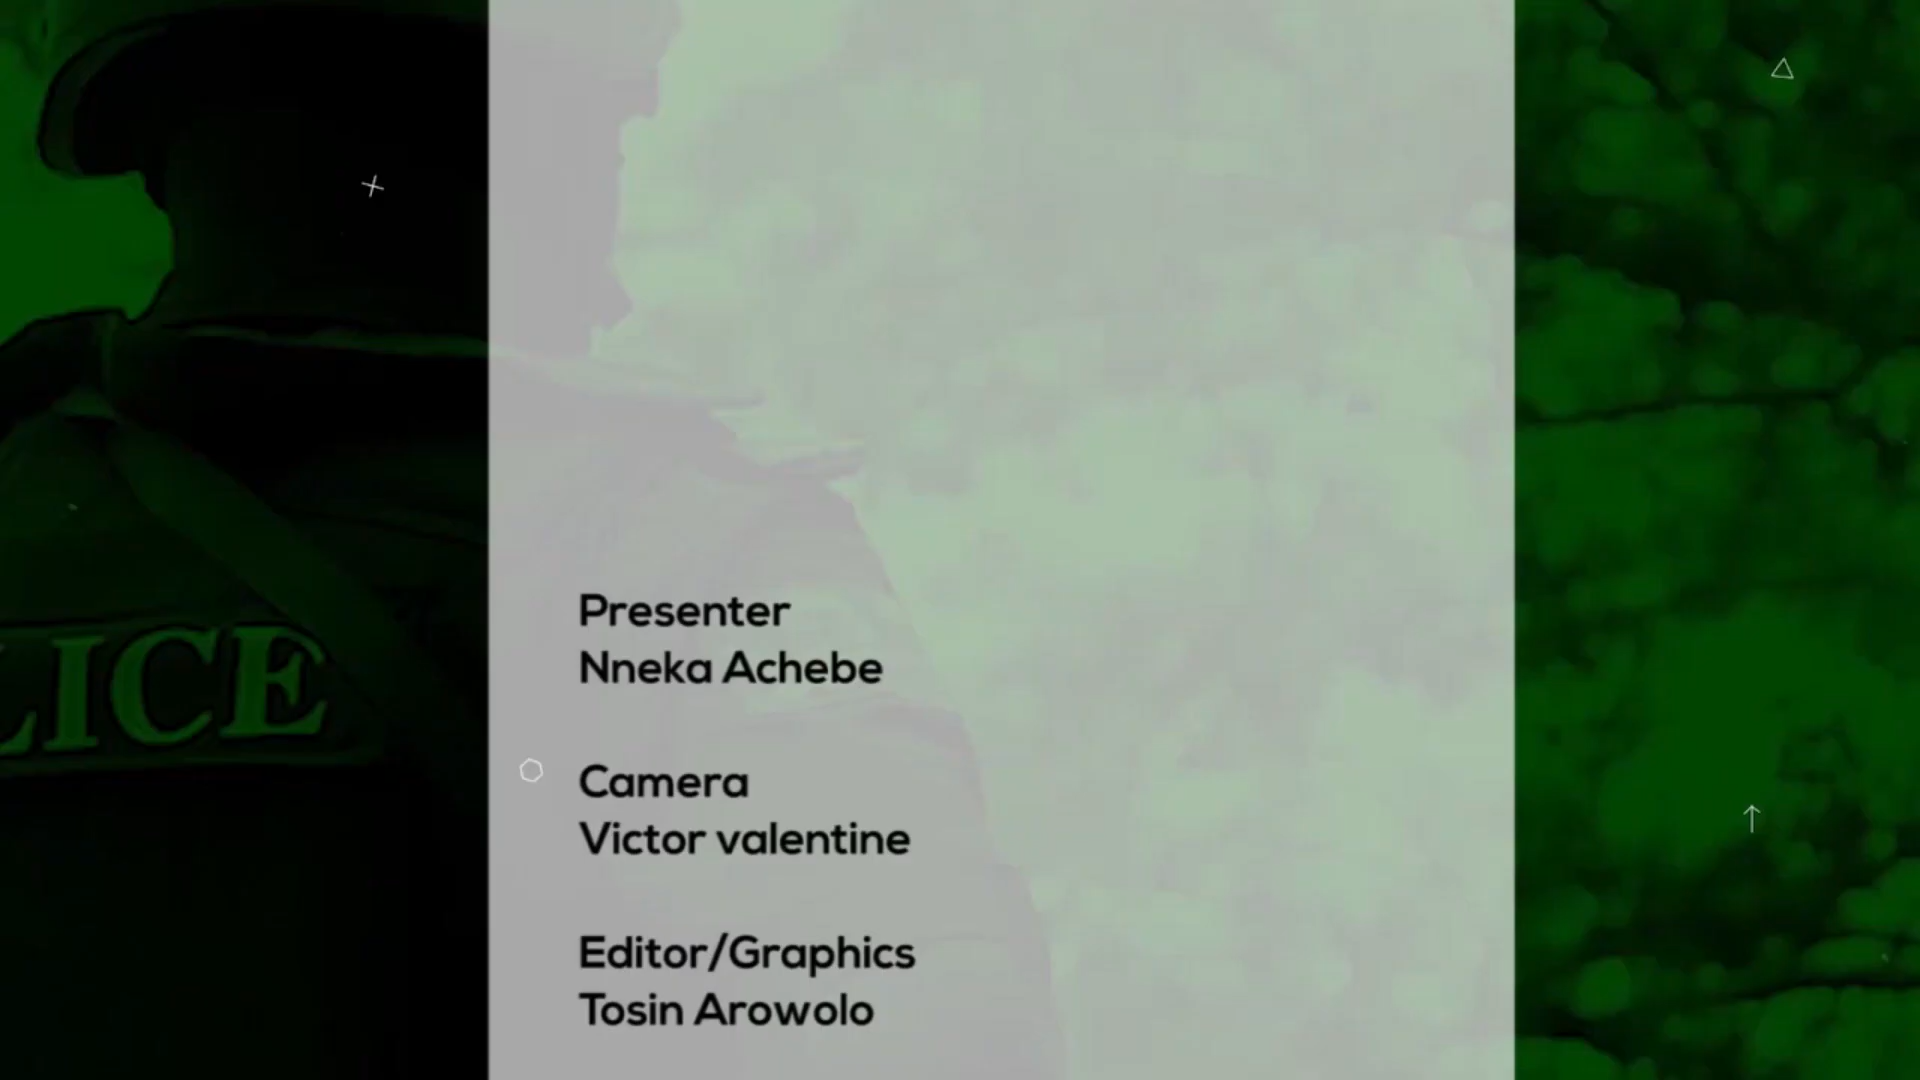 LICE
Presenter
Nneka Achebe
Camera
Victor valentine
Editor/Graphics
Tosin Arowolo